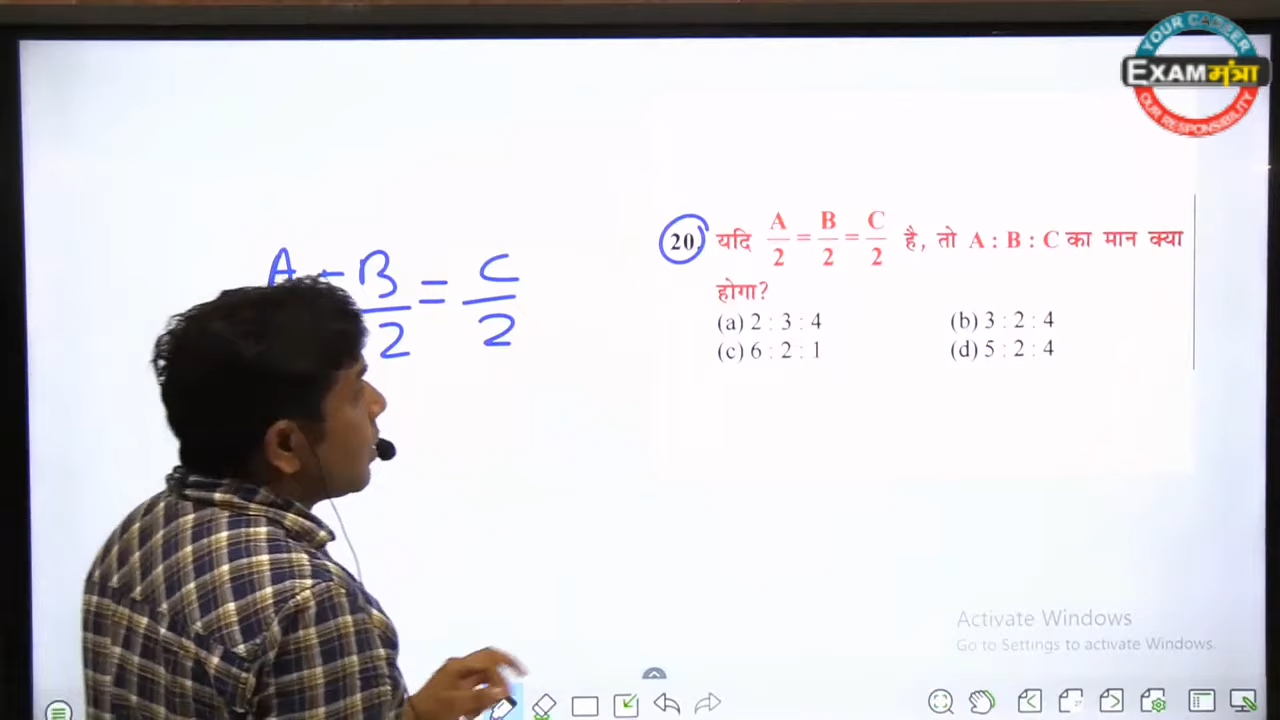 YOUR CAREER
EXAMमंत्रा
OUR RESPONSIBILITY
20. यदि A/2 = B/2 = C/2 है, तो A : B : C का मान क्या
होगा?
(a) 2 : 3 : 4 (b) 3 : 2 : 4
(c) 6 : 2 : 1 (d) 5 : 2 : 4
A = B/2 = C/2
Activate Windows
Go to Settings to activate Windows.